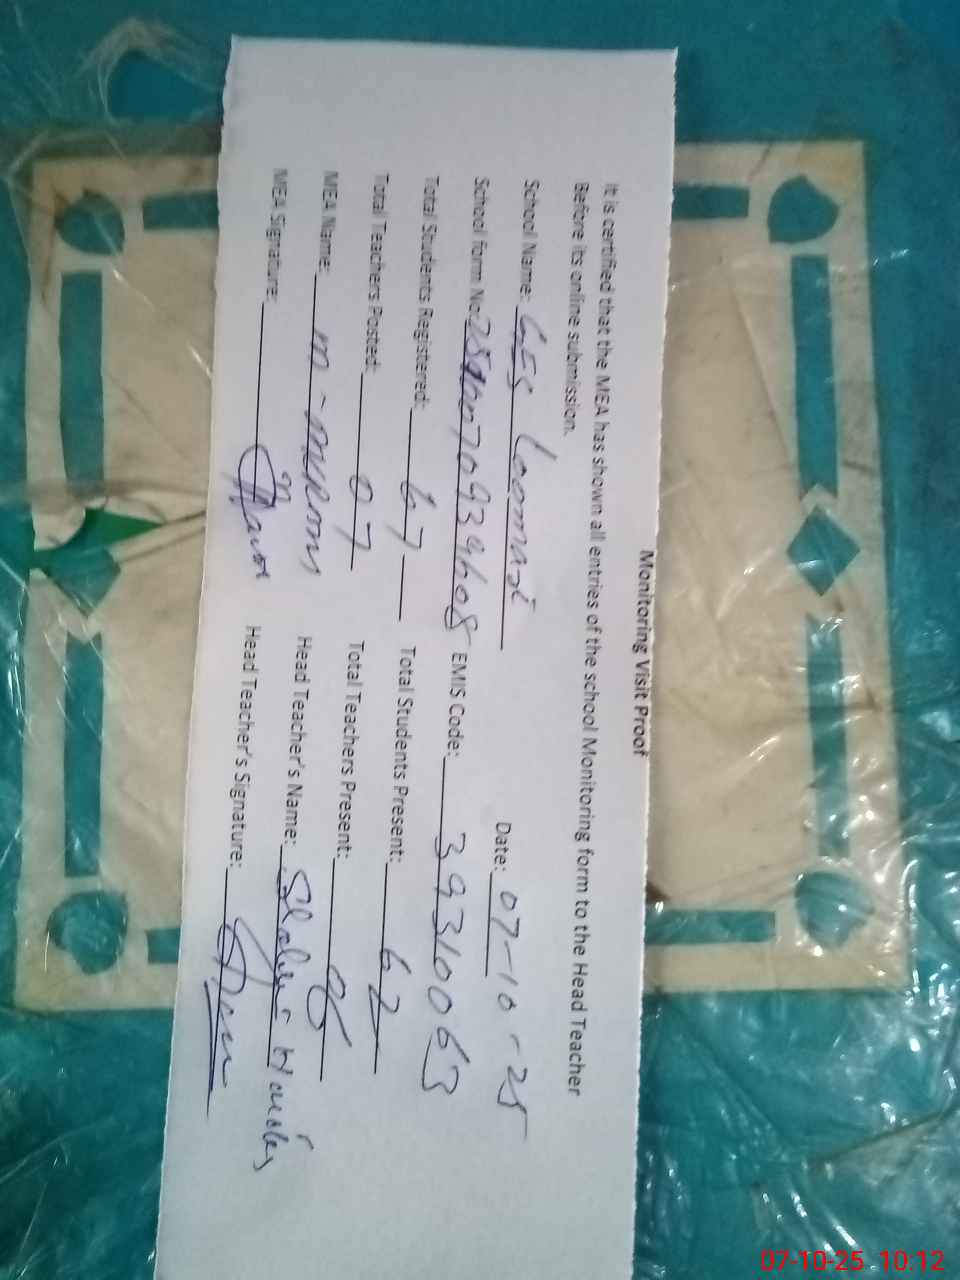 Monitoring Visit Proof
It is certified that the MEA has shown all entries of the school Monitoring form to the Head Teacher
Before its online submission.
School Name: GES Loomasi Date: 07-10-25
School form No: EMIS Code: 39310063
Total Students Registered: 67 Total Students Present: 62
Total Teachers Posted: 07 Total Teachers Present: 06
MEA Name: M- Head Teacher's Name:
MEA Signature: Head Teacher's Signature:
07-10-25 10:12